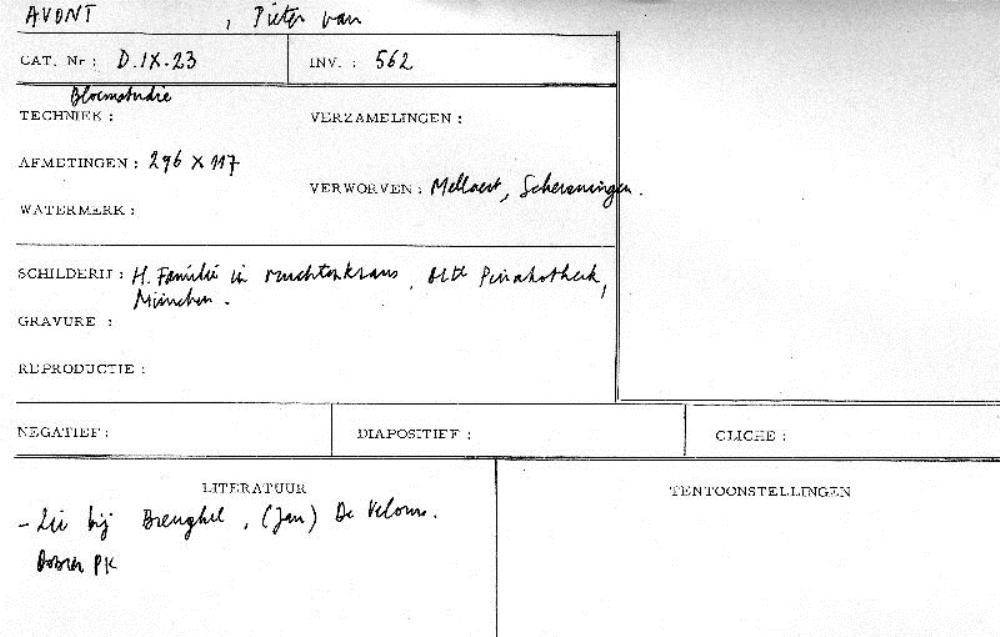 AVONT , Pieter van
CAT. Nr : D.IX.23
INV. : 562
Bloemstudie
TECHNIEK :
VERZAMELINGEN :
AFMETINGEN : 296 X 117
VERWORVEN : Mellaert, Scheveningen.
WATERMERK :
SCHILDERIJ : H. Familie in vruchtenkrans, Alte Pinakothek,
München.
GRAVURE :
REPRODUCTIE :
NEGATIEF :
DIAPOSITIEF :
CLICHE :
LITERATUUR
- Zie bij Breughel, (Jan) De Velours.
Dossier PK
TENTOONSTELLINGEN